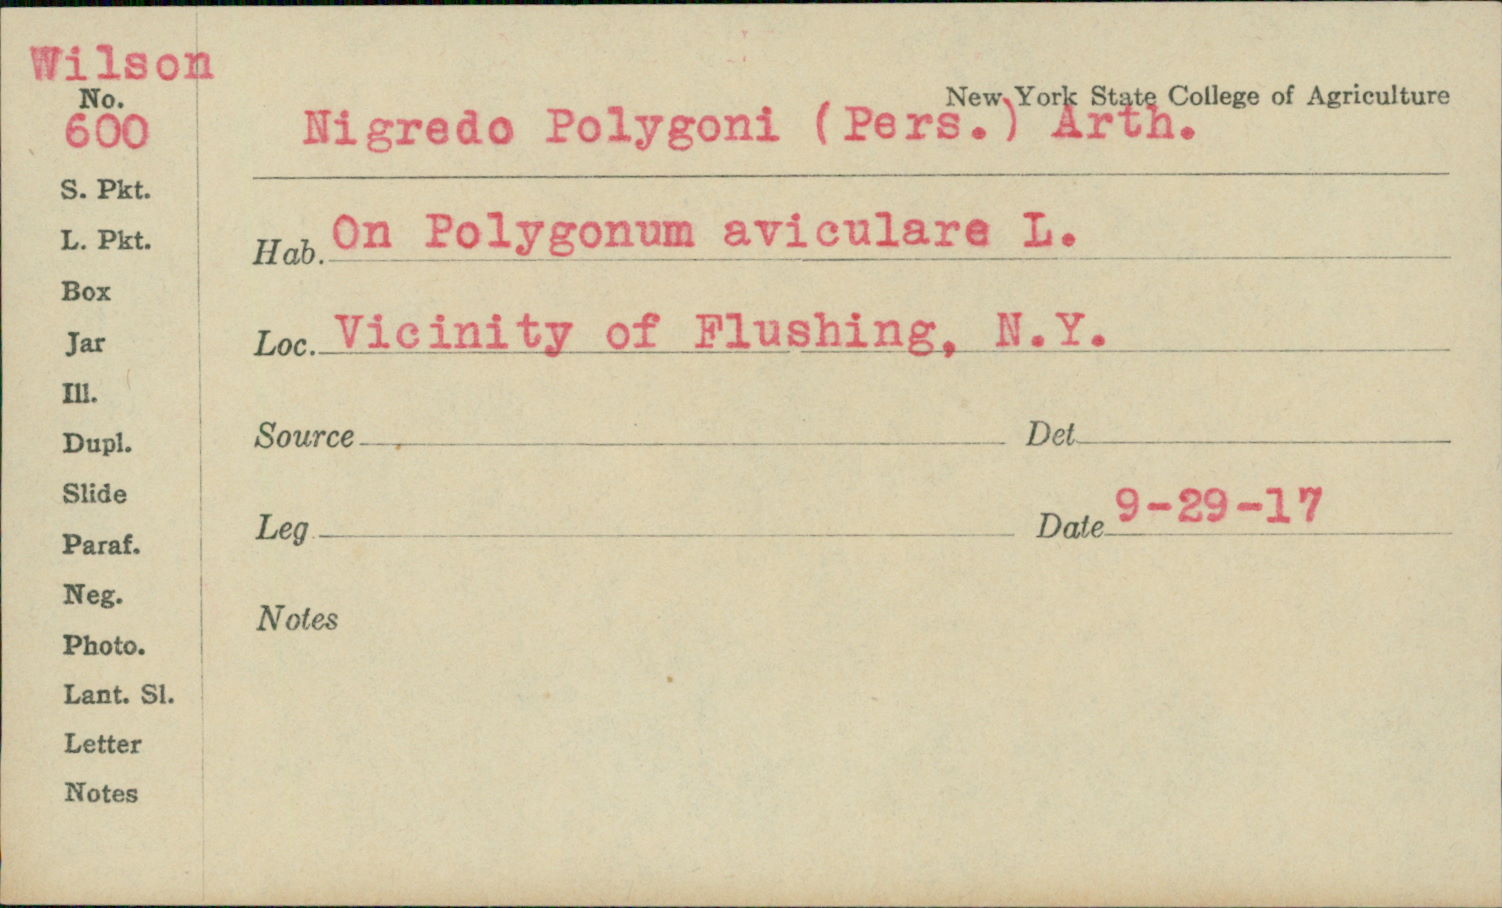 Wilson
No.
600
New York State College of Agriculture
Nigredo Polygoni (Pers.) Arth.
S. Pkt.
L. Pkt.
Box
Jar
Ill.
Dupl.
Slide
Paraf.
Neg.
Photo.
Lant. Sl.
Letter
Notes
Hab. On Polygonum aviculare L.
Loc. Vicinity of Flushing, N.Y.
Source Det
Leg Date 9-29-17
Notes